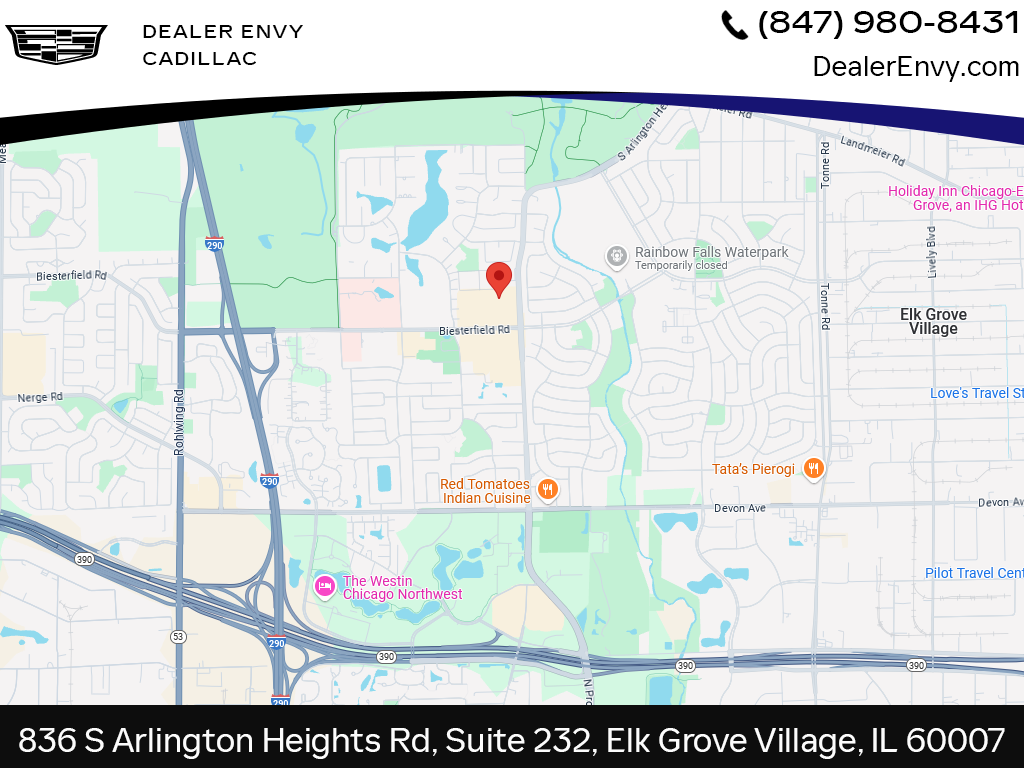 DEALER ENVY
CADILLAC
(847) 980-8431
DealerEnvy.com
S Arlington He
Landmeier Rd
Tonne Rd
Holiday Inn Chicago-E
Grove, an IHG Hot
290
Rainbow Falls Waterpark
Temporarily closed
Lively Blvd
Biesterfield Rd
Tonne Rd
Elk Grove
Village
Biesterfield Rd
Love's Travel St
Nerge Rd
Rohlwing Rd
Tata's Pierogi
290
Red Tomatoes
Indian Cuisine
Devon Ave
Devon Av
390
Pilot Travel Cent
The Westin
Chicago Northwest
53
290
390
390
390
N Pro
290
836 S Arlington Heights Rd, Suite 232, Elk Grove Village, IL 60007